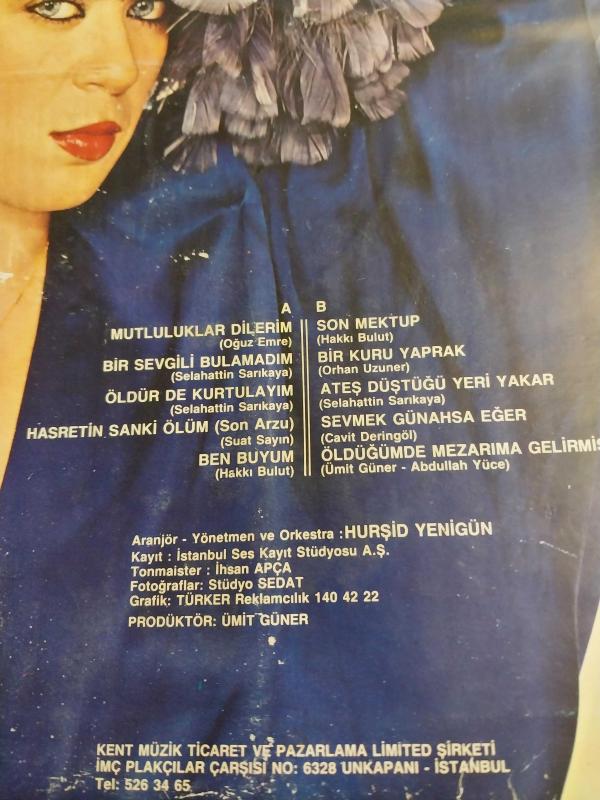 A
MUTLULUKLAR DİLERİM
(Oğuz Emre)
BİR SEVGİLİ BULAMADIM
(Selahattin Sarıkaya)
ÖLDÜR DE KURTULAYIM
(Selahattin Sarıkaya)
HASRETİN SANKİ ÖLÜM (Son Arzu)
(Suat Sayın)
BEN BUYUM
(Hakkı Bulut)
B
SON MEKTUP
(Hakkı Bulut)
BİR KURU YAPRAK
(Orhan Uzuner)
ATEŞ DÜŞTÜĞÜ YERİ YAKAR
(Selahattin Sarıkaya)
SEVMEK GÜNAHSA EĞER
(Cavit Deringöl)
ÖLDÜĞÜMDE MEZARIMA GELİRMİS
(Ümit Güner - Abdullah Yüce)
Aranjör - Yönetmen ve Orkestra : HURŞİD YENİGÜN
Kayıt : İstanbul Ses Kayıt Stüdyosu A.Ş.
Tonmaister : İhsan APÇA
Fotoğraflar: Stüdyo SEDAT
Grafik: TÜRKER Reklamcılık 140 42 22
PRODÜKTÖR: ÜMİT GÜNER
KENT MÜZİK TİCARET VE PAZARLAMA LİMİTED ŞİRKETİ
İMÇ PLAKÇILAR ÇARŞISI NO: 6328 UNKAPANI - İSTANBUL
Tel: 526 34 65